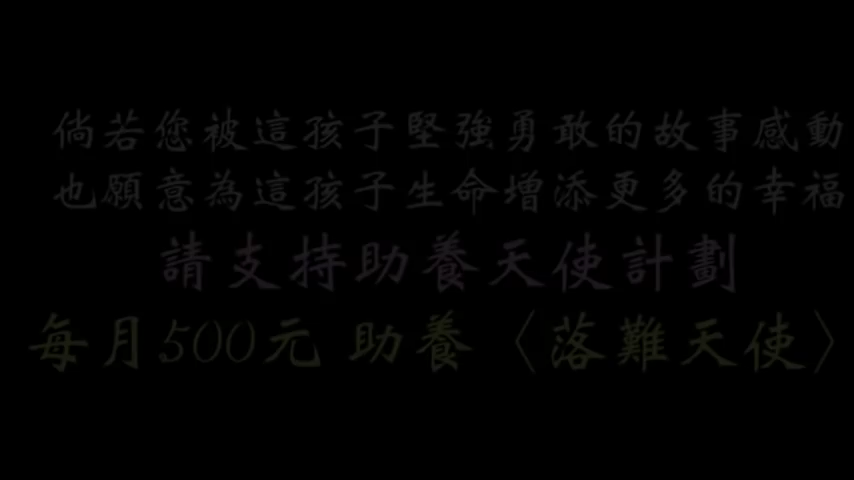 倘若您被這孩子堅強勇敢的故事感動
也願意為這孩子生命增添更多的幸福
請支持助養天使計劃
每月500元 助養〈落難天使〉